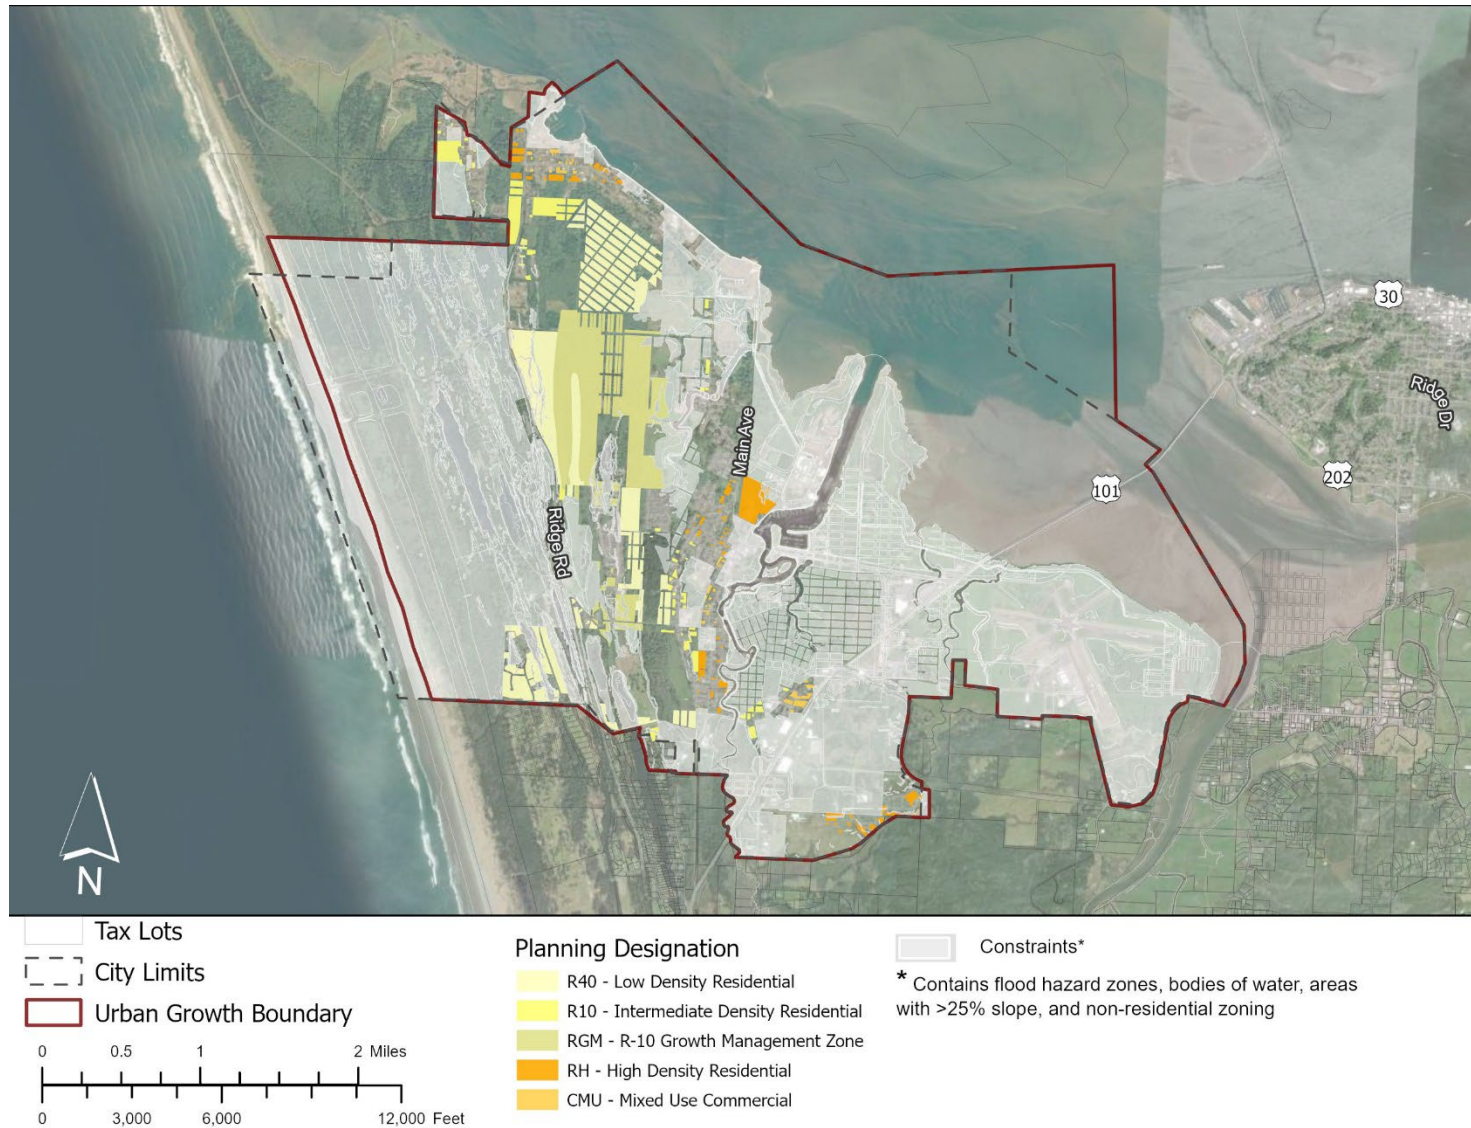 30
Ridge Dr
202
101
Main Ave
Ridge Rd
N
Tax Lots
City Limits
Urban Growth Boundary
0 0.5 1 2 Miles
0 3,000 6,000 12,000 Feet
Planning Designation
R40 - Low Density Residential
R10 - Intermediate Density Residential
RGM - R-10 Growth Management Zone
RH - High Density Residential
CMU - Mixed Use Commercial
Constraints*
* Contains flood hazard zones, bodies of water, areas
with >25% slope, and non-residential zoning